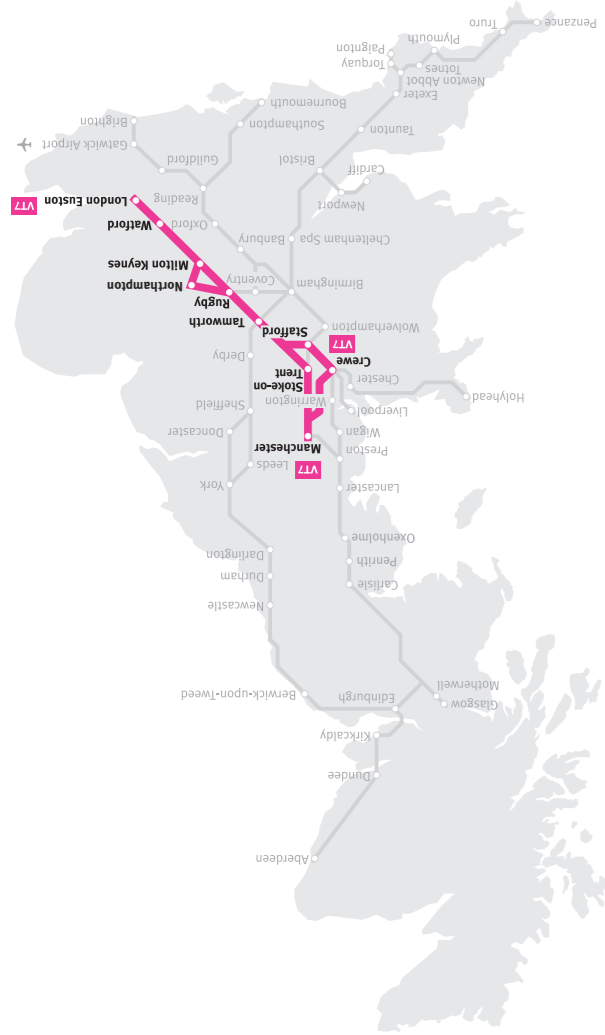 Aberdeen
Dundee
Kirkcaldy
Glasgow
Edinburgh
Berwick-upon-Tweed
Motherwell
Newcastle
Carlisle
Durham
Penrith
Darlington
Oxenholme
Lancaster
York
VT7
Leeds
Preston
Manchester
Wigan
Doncaster
Liverpool
Sheffield
Warrington
Holyhead
Stoke-on
Trent
Chester
Crewe
Derby
VT7
Stafford
Wolverhampton
Tamworth
Rugby
Birmingham
Northampton
Coventry
Milton Keynes
Cheltenham Spa
Banbury
Oxford
Watford
Newport
Reading
London Euston
VT7
Cardiff
Bristol
Guildford
Gatwick Airport
Taunton
Southampton
Brighton
Bournemouth
Exeter
Newton Abbot
Totnes
Torquay
Paignton
Plymouth
Penzance
Truro